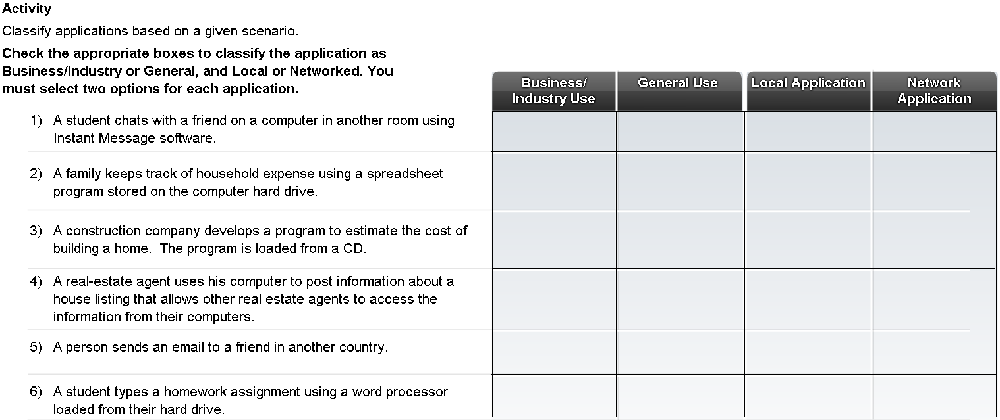 Activity
Classify applications based on a given scenario.
Check the appropriate boxes to classify the application as
Business/Industry or General, and Local or Networked. You
must select two options for each application.
Business/
Industry Use
General Use
Local Application
Network
Application
1) A student chats with a friend on a computer in another room using
Instant Message software.
2) A family keeps track of household expense using a spreadsheet
program stored on the computer hard drive.
3) A construction company develops a program to estimate the cost of
building a home. The program is loaded from a CD.
4) A real-estate agent uses his computer to post information about a
house listing that allows other real estate agents to access the
information from their computers.
5) A person sends an email to a friend in another country.
6) A student types a homework assignment using a word processor
loaded from their hard drive.